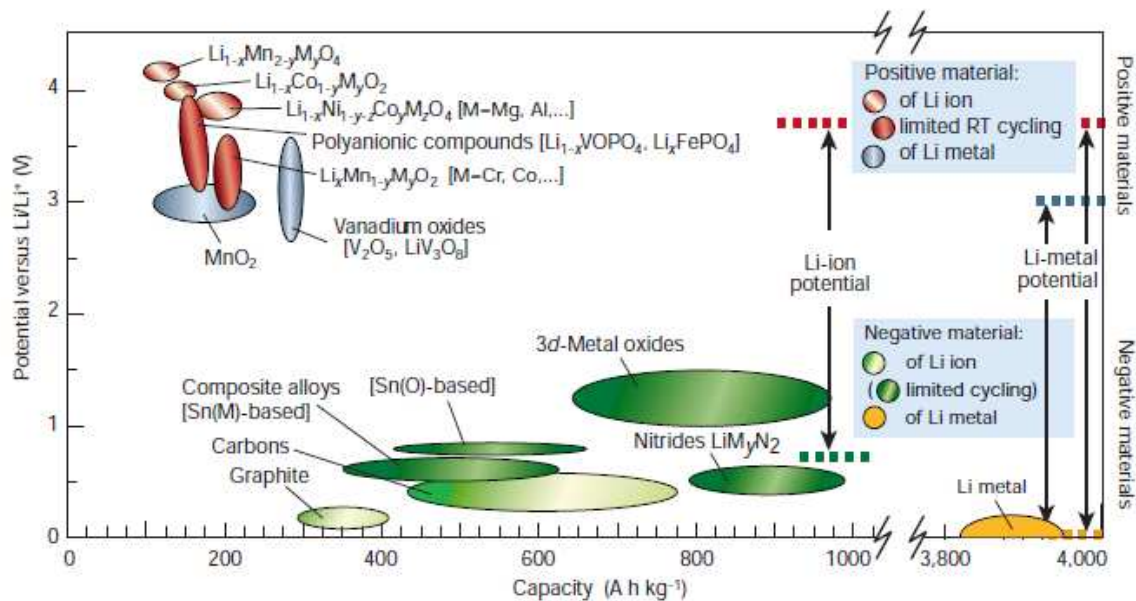 Li1-xMn2-yMyO4
Li1-xCo1-yMyO2
Li1-xNi1-y-zCoyMzO4 [M–Mg, Al,...]
Polyanionic compounds [Li1-xVOPO4, LixFePO4]
LixMn1-yMyO2 [M–Cr, Co,...]
Vanadium oxides
[V2O5, LiV3O8]
MnO2
Positive material:
of Li ion
limited RT cycling
of Li metal
Positive materials
Li-ion
potential
Li-metal
potential
Negative material:
of Li ion
( limited cycling)
of Li metal
Negative materials
3d-Metal oxides
[Sn(O)-based]
Composite alloys
[Sn(M)-based]
Carbons
Graphite
Nitrides LiMyN2
Li metal
Potential versus Li/Li+ (V)
4
3
2
1
0
0 200 400 600 800 1000 3,800 4,000
Capacity (A h kg-1)